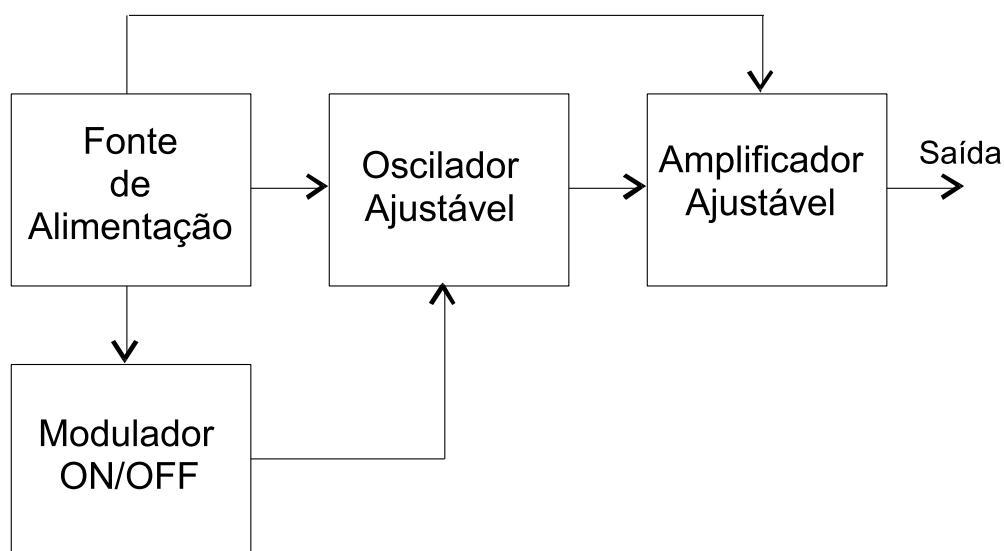 Fonte
de
Alimentação
Oscilador
Ajustável
Amplificador
Ajustável
Saída
Modulador
ON/OFF